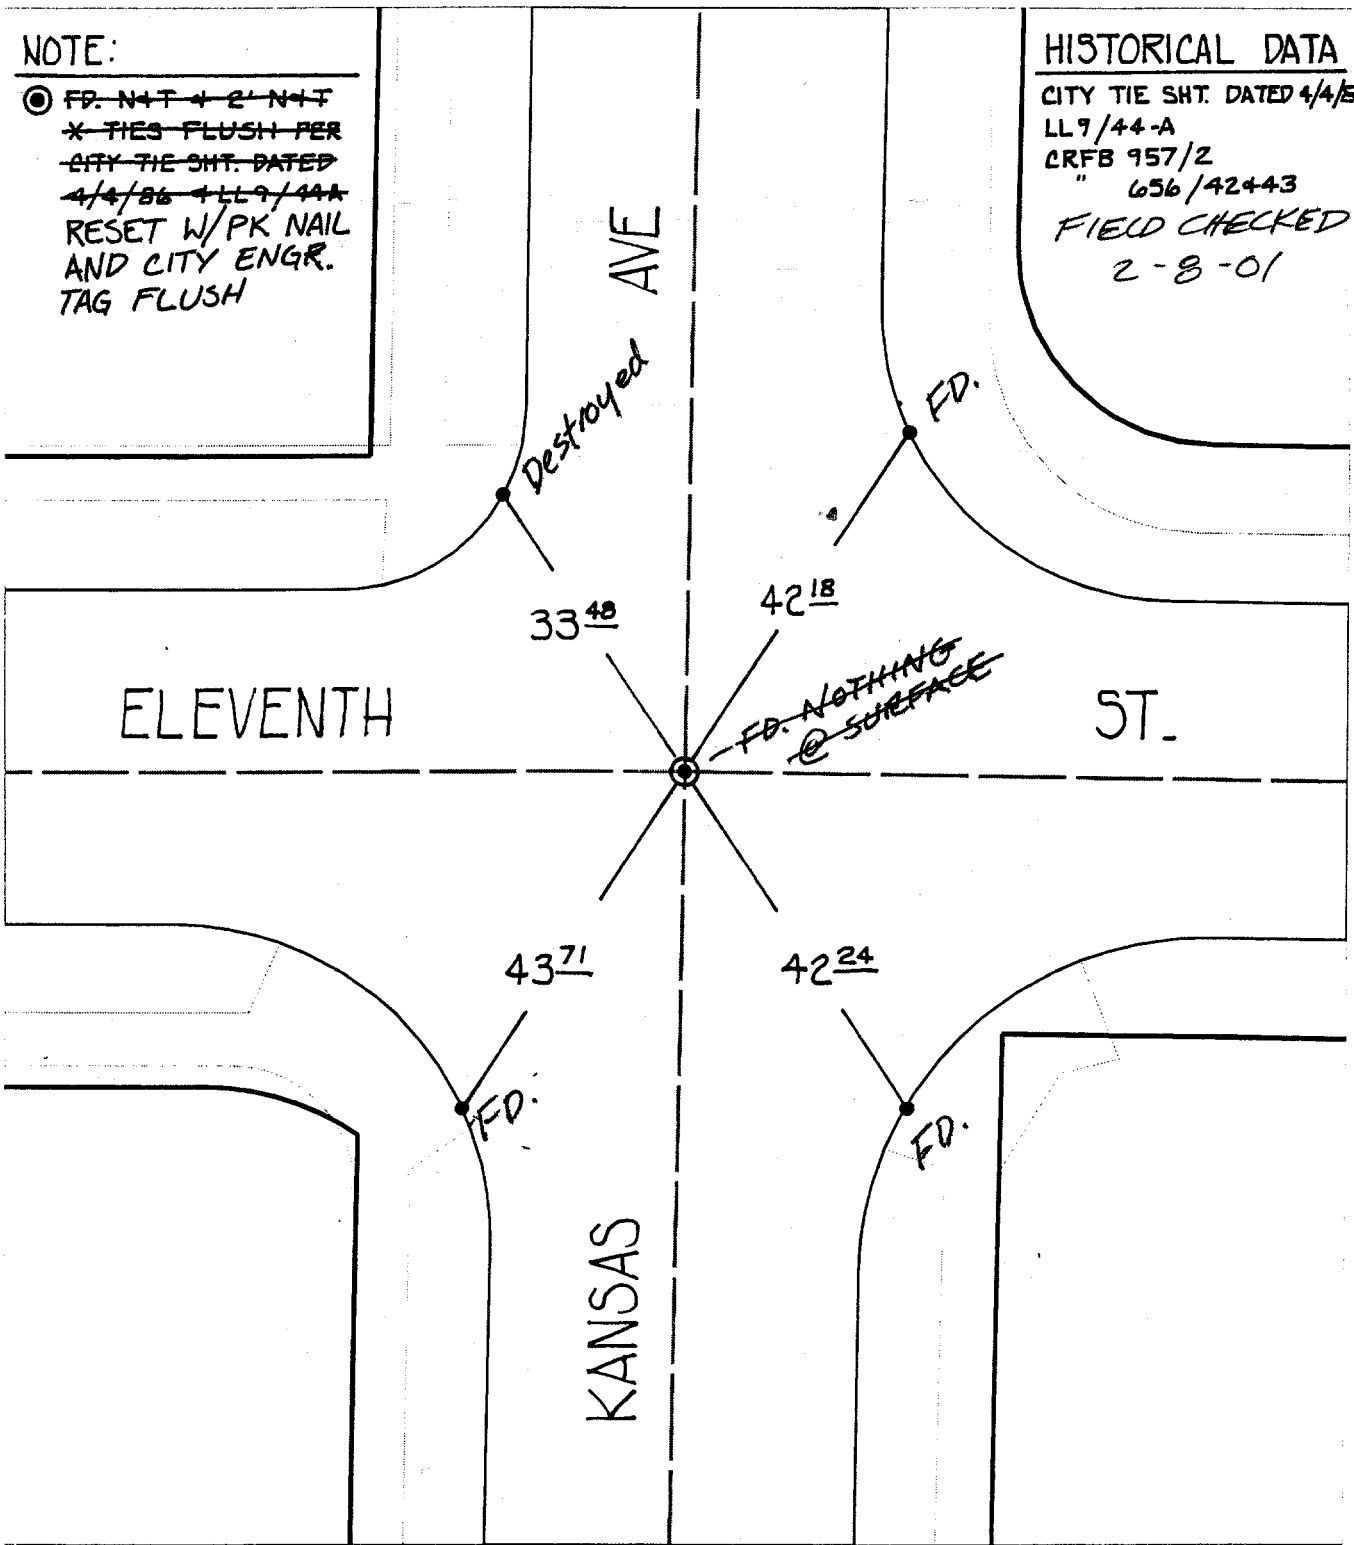 NOTE:
FD. N&T & 2' N&T
X TIES FLUSH PER
CITY TIE SHT. DATED
4/4/86 & LL9/44A
RESET W/PK NAIL
AND CITY ENGR.
TAG FLUSH
HISTORICAL DATA
CITY TIE SHT. DATED 4/4/8
LL9/44-A
CRFB 957/2
" 656/42&43
FIELD CHECKED
2-8-01
AVE
Destroyed
FD.
33 48
42 18
FD. NOTHING
@ SURFACE
ELEVENTH ST.
43 71
42 24
FD.
FD.
KANSAS